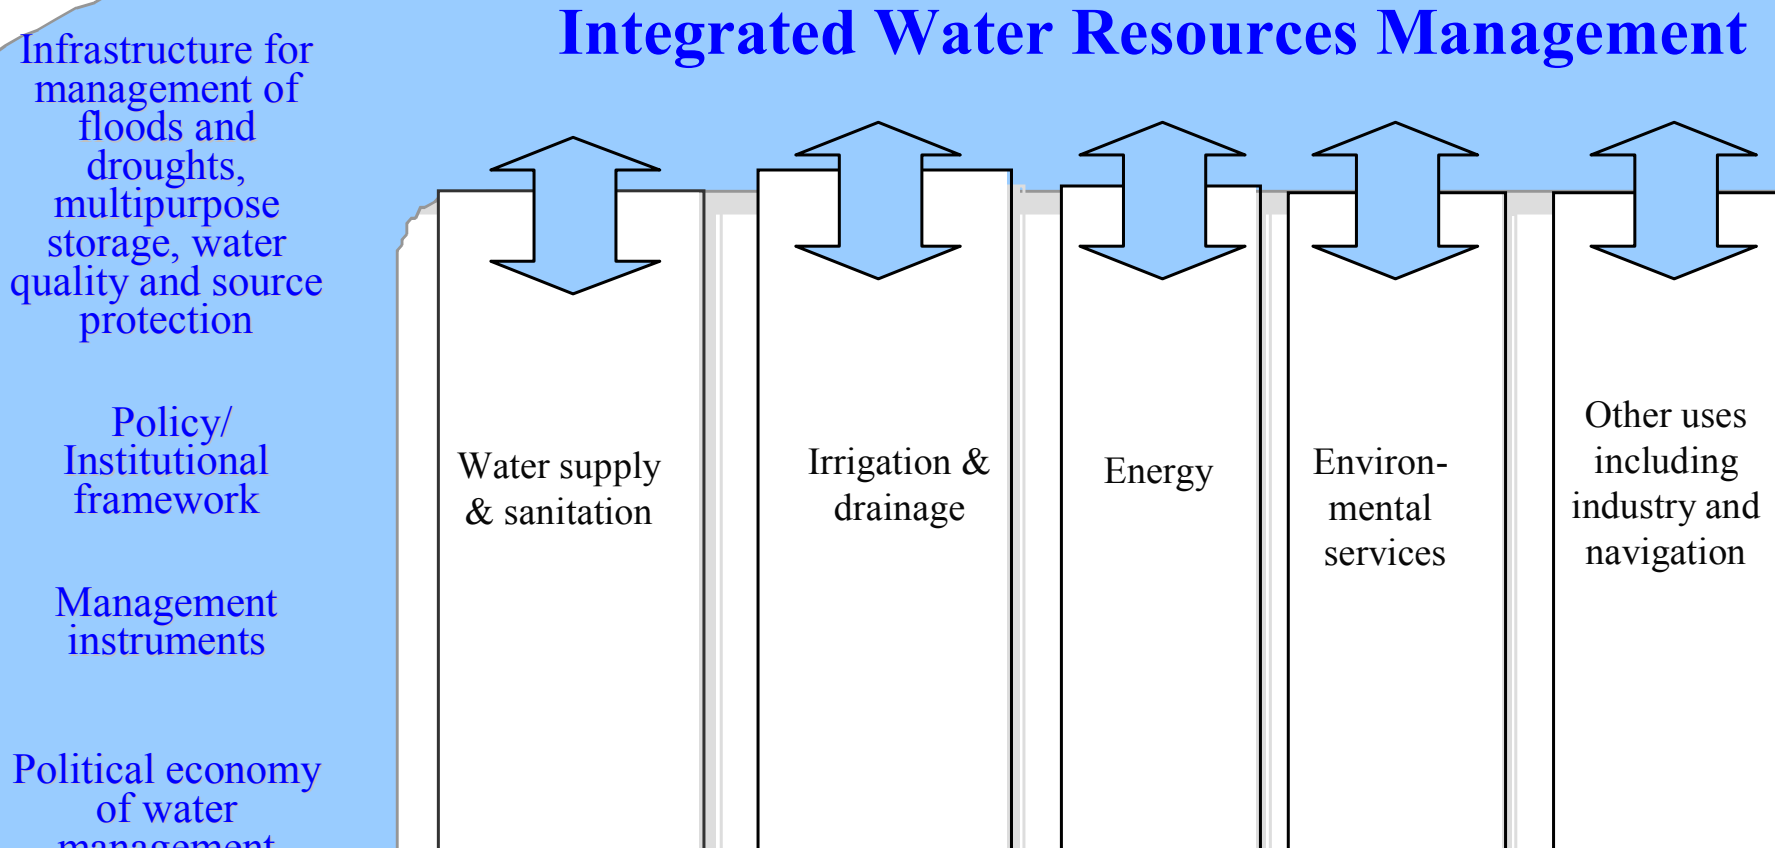 Integrated Water Resources Management
Infrastructure for
management of
floods and
droughts,
multipurpose
storage, water
quality and source
protection
Policy/
Institutional
framework
Management
instruments
Political economy
of water
management
Water supply
& sanitation
Irrigation &
drainage
Energy
Environ-
mental
services
Other uses
including
industry and
navigation